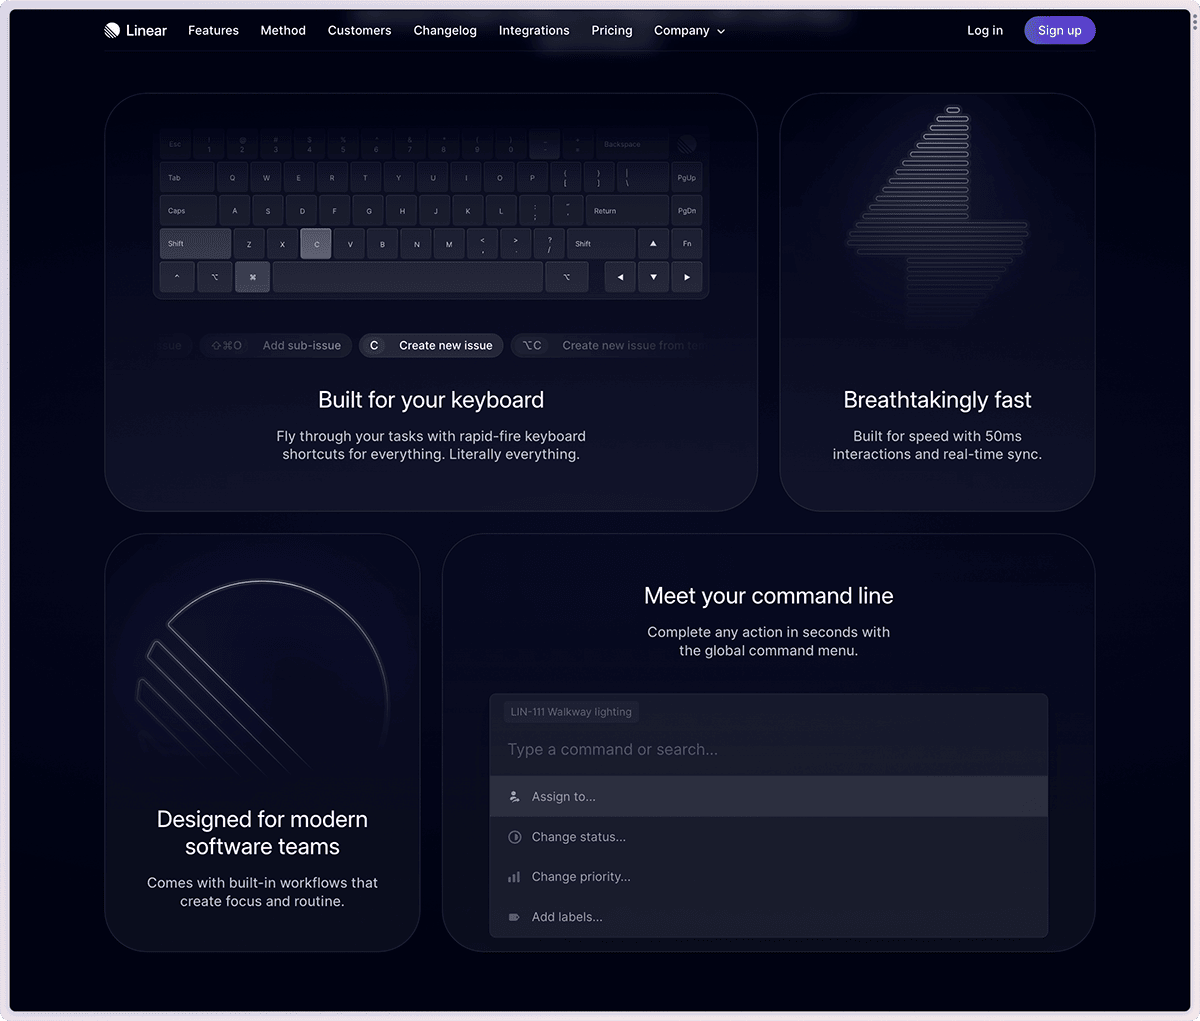 Linear Features Method Customers Changelog Integrations Pricing Company Log in Sign up
Esc ! 1 @ 2 # 3 $ 4 % 5 ^ 6 & 7 * 8 ( 9 ) 0 - + = Backspace
Tab Q W E R T Y U I O P { [ } ] | \ PgUp
Caps A S D F G H J K L : ; Return PgDn
Shift Z X C V B N M < , > . ? / Shift ▲ Fn
^ ⌥ ⌘ ⌥ ◀ ▼ ▶
⇧⌘O Add sub-issue C Create new issue ⌥C Create new issue from
Built for your keyboard
Fly through your tasks with rapid-fire keyboard
shortcuts for everything. Literally everything.
Breathtakingly fast
Built for speed with 50ms
interactions and real-time sync.
Designed for modern
software teams
Comes with built-in workflows that
create focus and routine.
Meet your command line
Complete any action in seconds with
the global command menu.
LIN-111 Walkway lighting
Type a command or search...
Assign to...
Change status...
Change priority...
Add labels...